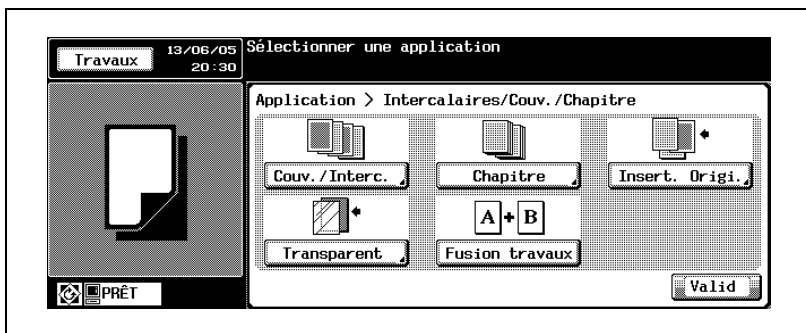 Travaux
13/06/05
20:30
Sélectionner une application
Application > Intercalaires/Couv./Chapitre
Couv./Interc.
Chapitre
Insert. Origi.
A+B
Transparent
Fusion travaux
Valid
PRÊT